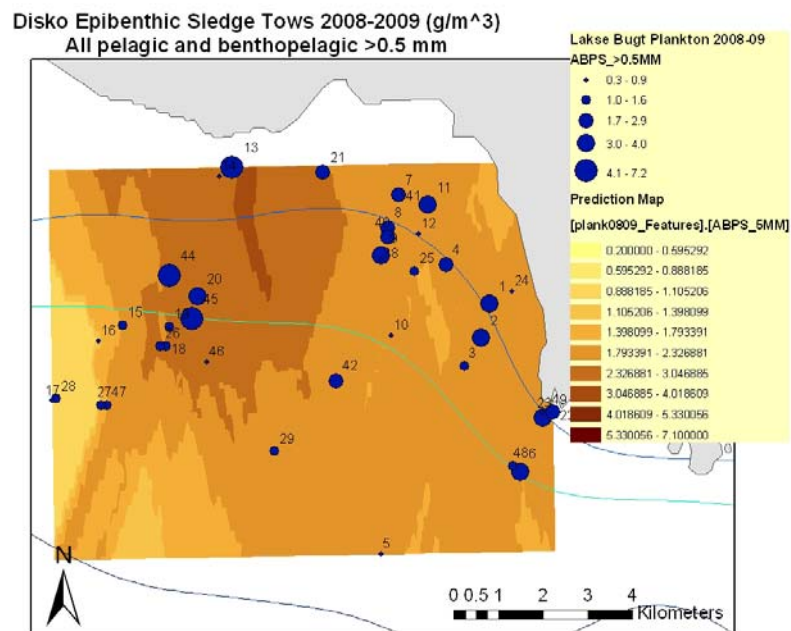 Disko Epibenthic Sledge Tows 2008-2009 (g/m^3)
All pelagic and benthopelagic >0.5 mm
Lakse Bugt Plankton 2008-09
ABPS_>0.5MM
0.3 - 0.9
1.0 - 1.6
1.7 - 2.9
3.0 - 4.0
4.1 - 7.2
Prediction Map
[plank0809_Features].[ABPS_5MM]
0.200000 - 0.595292
0.595292 - 0.888185
0.888185 - 1.105206
1.105206 - 1.398099
1.398099 - 1.793391
1.793391 - 2.326881
2.326881 - 3.046885
3.046885 - 4.018609
4.018609 - 5.330056
5.330056 - 7.100000
13
21
7
41
11
8
12
4
25
44
20
45
24
1
2
15
16
26
18
46
10
3
42
17
28
2747
49
29
486
5
N
0 0.5 1 2 3 4
Kilometers